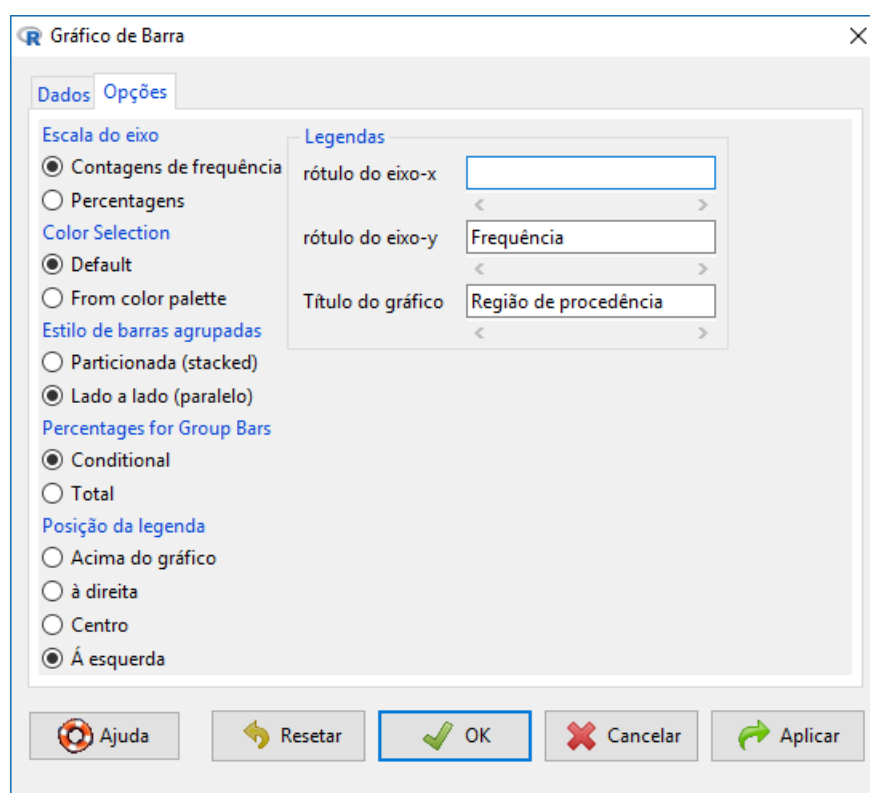 Gráfico de Barra
Dados Opções
Escala do eixo
Contagens de frequência
Percentagens
Color Selection
Default
From color palette
Estilo de barras agrupadas
Particionada (stacked)
Lado a lado (paralelo)
Percentages for Group Bars
Conditional
Total
Posição da legenda
Acima do gráfico
à direita
Centro
Á esquerda
Legendas
rótulo do eixo-x
rótulo do eixo-y Frequência
Título do gráfico Região de procedência
Ajuda Resetar OK Cancelar Aplicar